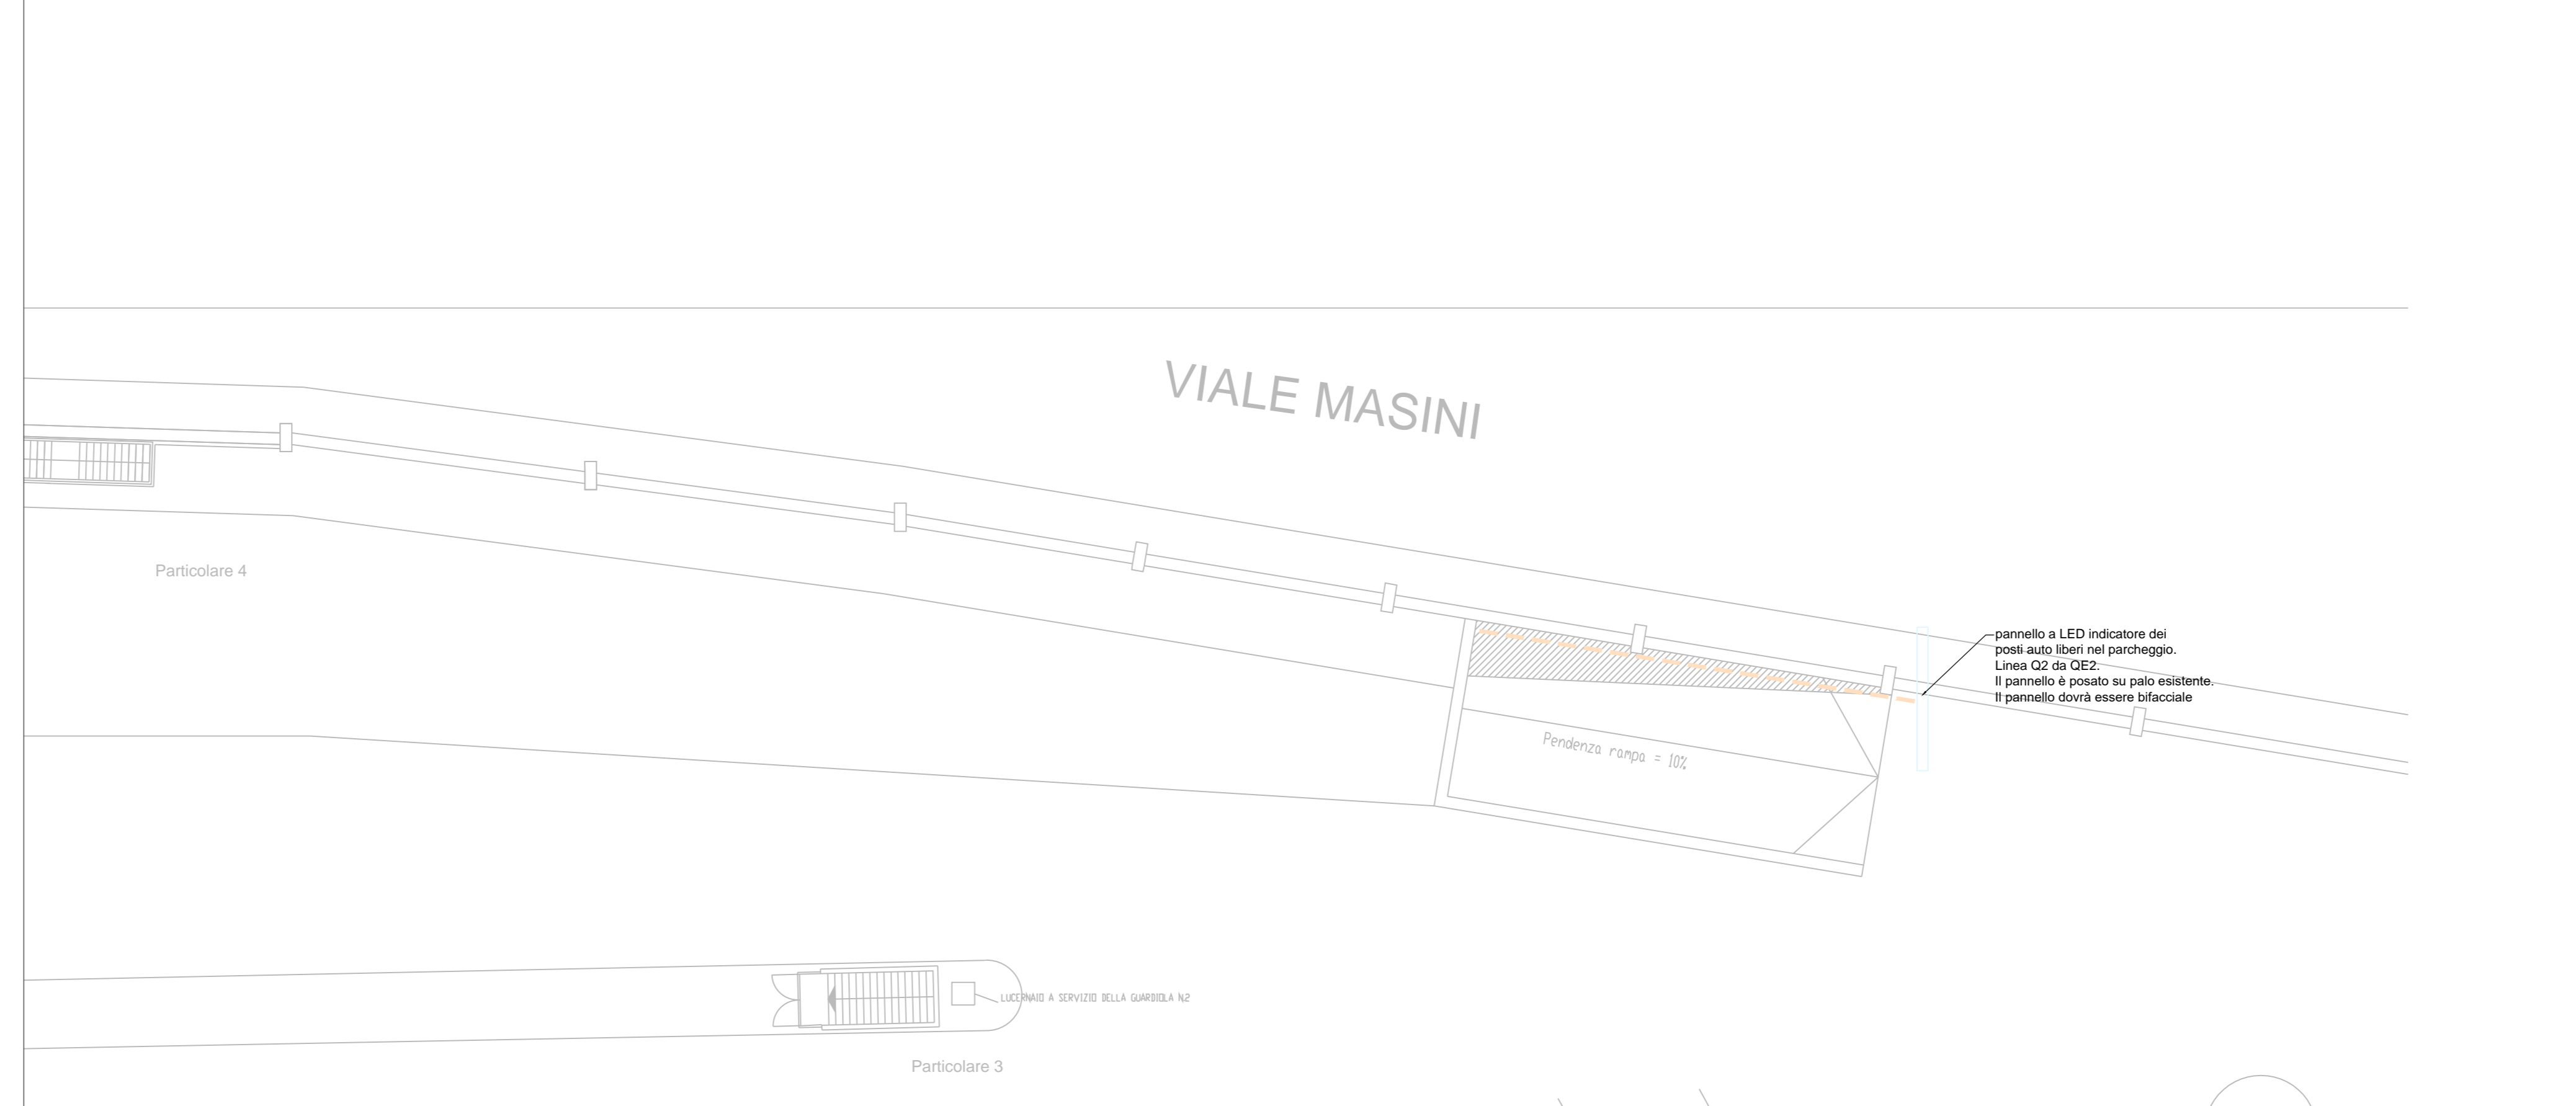 VIALE MASINI
Particolare 4
pannello a LED indicatore dei
posti auto liberi nel parcheggio.
Linea Q2 da QE2.
Il pannello è posato su palo esistente.
Il pannello dovrà essere bifacciale
Pendenza rampa = 10%
LUCERNAIO A SERVIZIO DELLA GUARDIOLA N.2
Particolare 3